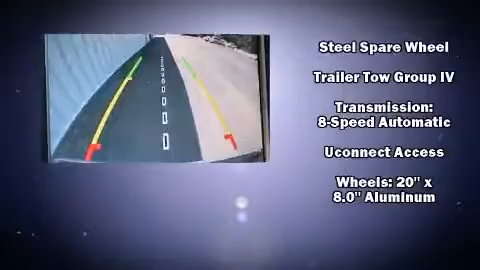 Steel Spare Wheel
Trailer Tow Group IV
Transmission:
8-Speed Automatic
Uconnect Access
Wheels: 20" x
8.0" Aluminum